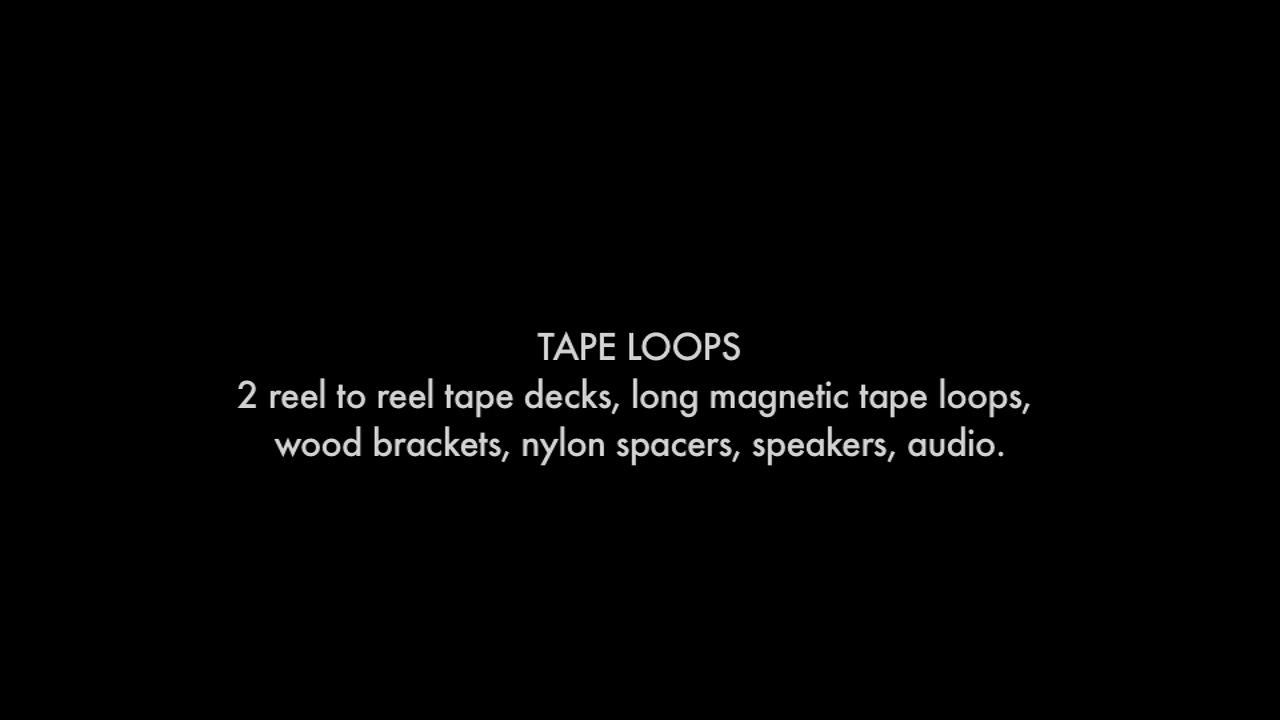 TAPE LOOPS
2 reel to reel tape decks, long magnetic tape loops,
wood brackets, nylon spacers, speakers, audio.